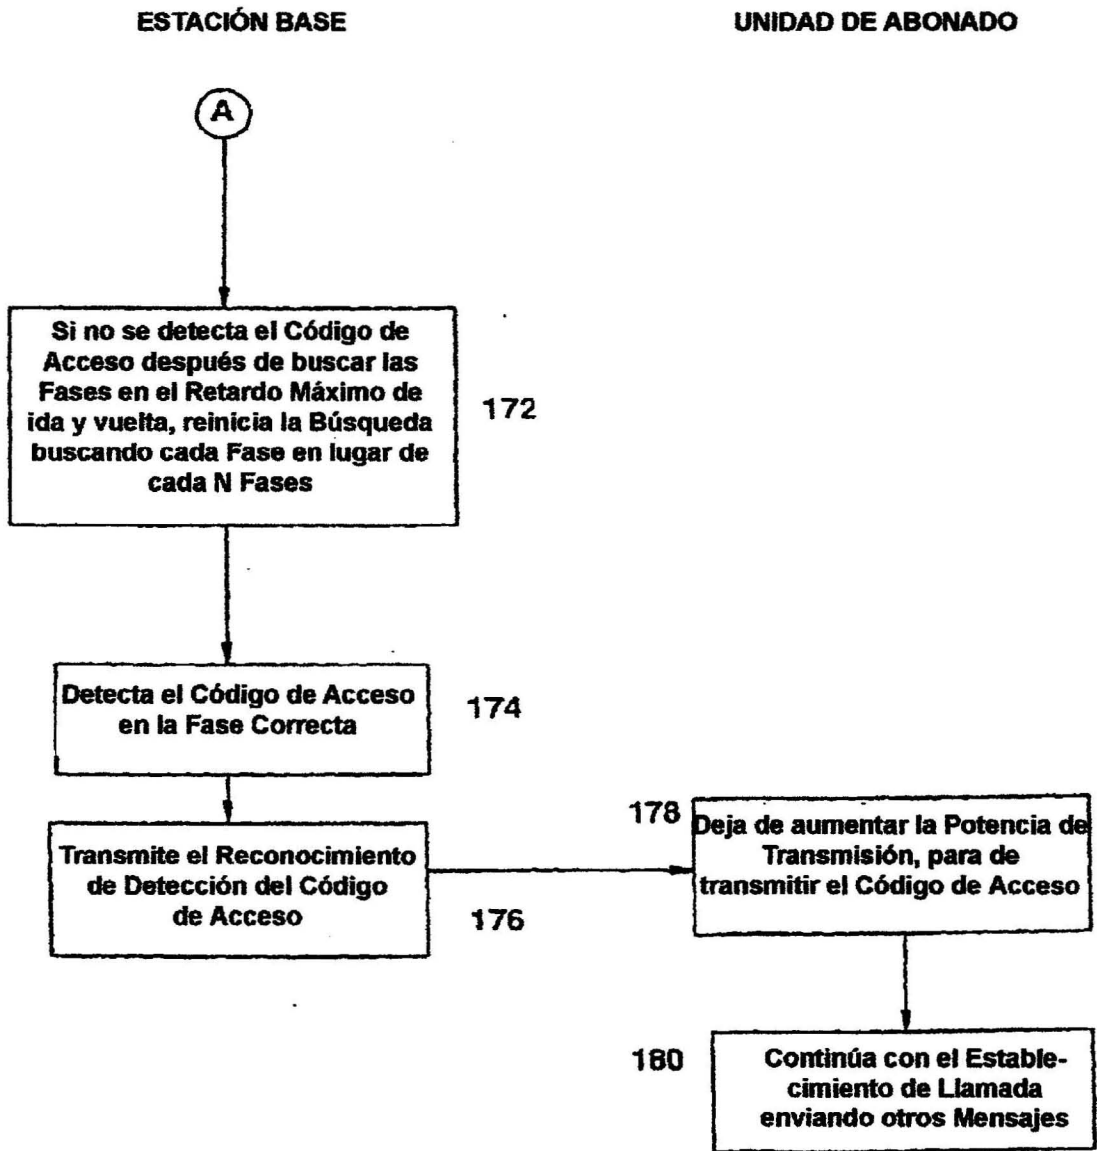 ESTACIÓN BASE
UNIDAD DE ABONADO
A
Si no se detecta el Código de
Acceso después de buscar las
Fases en el Retardo Máximo de
ida y vuelta, reinicia la Búsqueda
buscando cada Fase en lugar de
cada N Fases
172
Detecta el Código de Acceso
en la Fase Correcta
174
Transmite el Reconocimiento
de Detección del Código
de Acceso
176
178
Deja de aumentar la Potencia de
Transmisión, para de
transmitir el Código de Acceso
180
Continúa con el Estable-
cimiento de Llamada
enviando otros Mensajes